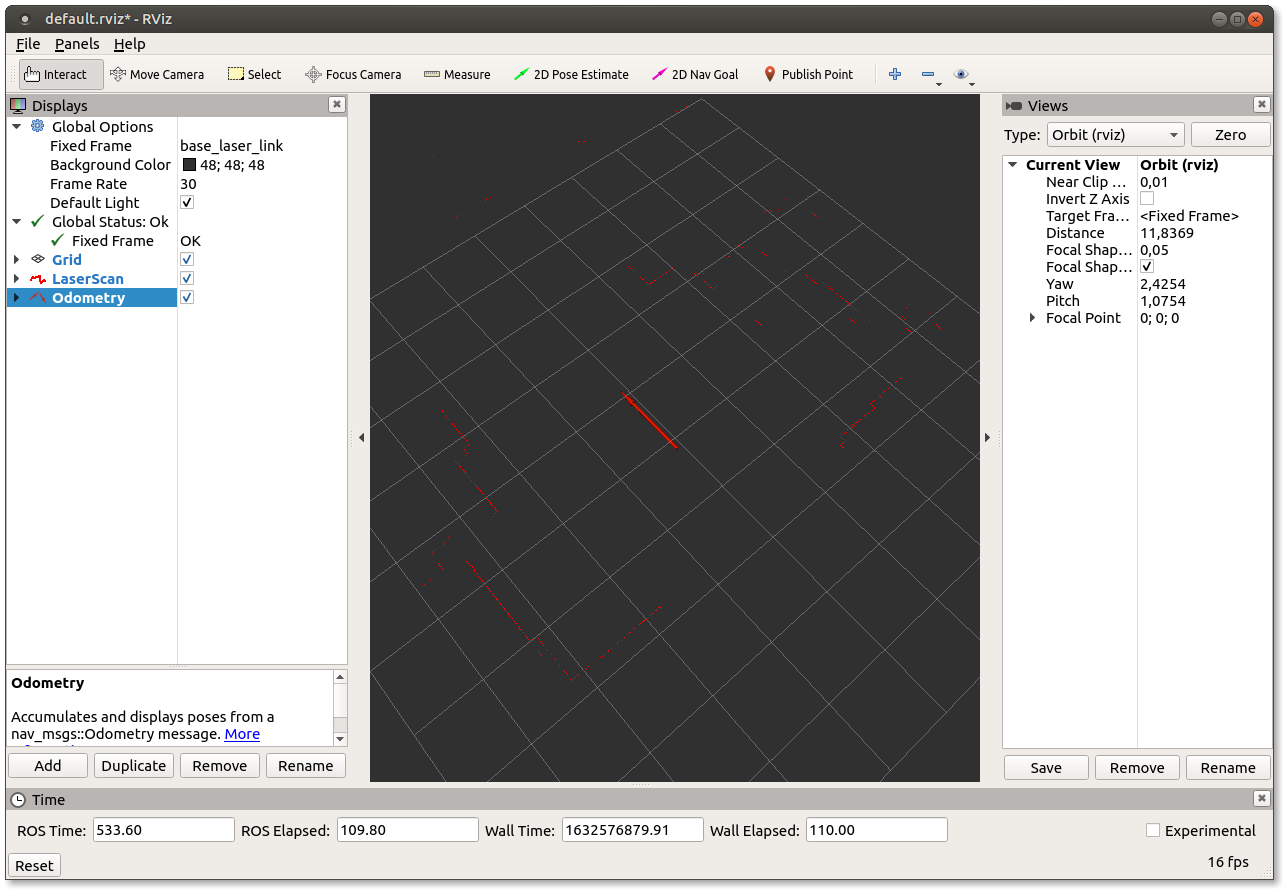 default.rviz* - RViz
File Panels Help
Interact Move Camera Select Focus Camera Measure 2D Pose Estimate 2D Nav Goal Publish Point
Displays
Global Options
Fixed Frame base_laser_link
Background Color 48; 48; 48
Frame Rate 30
Default Light
Global Status: Ok
Fixed Frame OK
Grid
LaserScan
Odometry
Odometry
Accumulates and displays poses from a
nav_msgs::Odometry message. More
Add Duplicate Remove Rename
Views
Type: Orbit (rviz) Zero
Current View Orbit (rviz)
Near Clip ... 0,01
Invert Z Axis
Target Fra... <Fixed Frame>
Distance 11,8369
Focal Shap... 0,05
Focal Shap...
Yaw 2,4254
Pitch 1,0754
Focal Point 0; 0; 0
Save Remove Rename
Time
ROS Time: 533.60 ROS Elapsed: 109.80 Wall Time: 1632576879.91 Wall Elapsed: 110.00 Experimental
Reset 16 fps